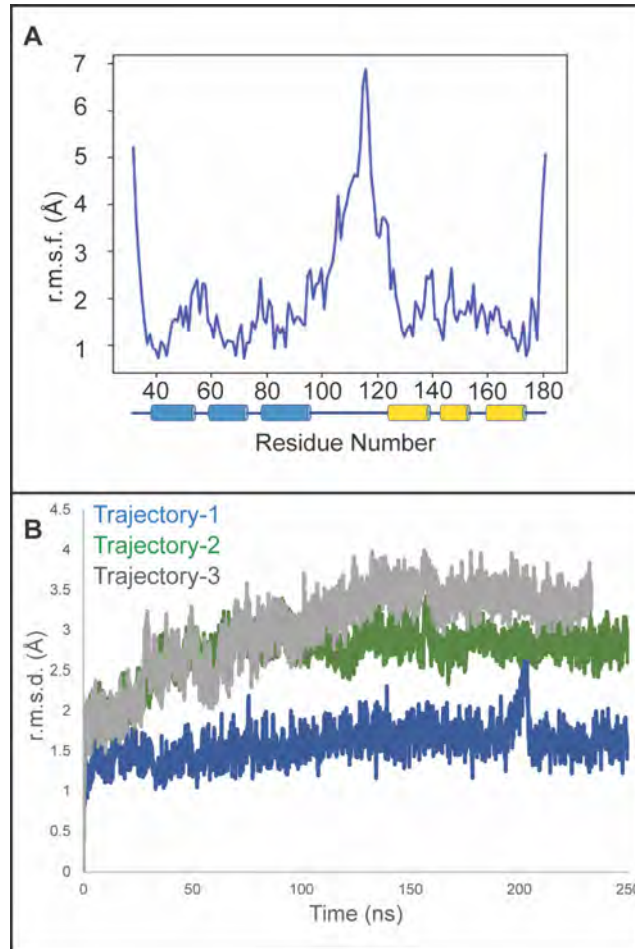 A
7
6
5
4
3
2
1
r.m.s.f. (Å)
40 60 80 100 120 140 160 180
Residue Number
B
Trajectory-1
Trajectory-2
Trajectory-3
4.5
4
3.5
3
2.5
2
1.5
1
0.5
0
r.m.s.d. (Å)
0 50 100 150 200 250
Time (ns)